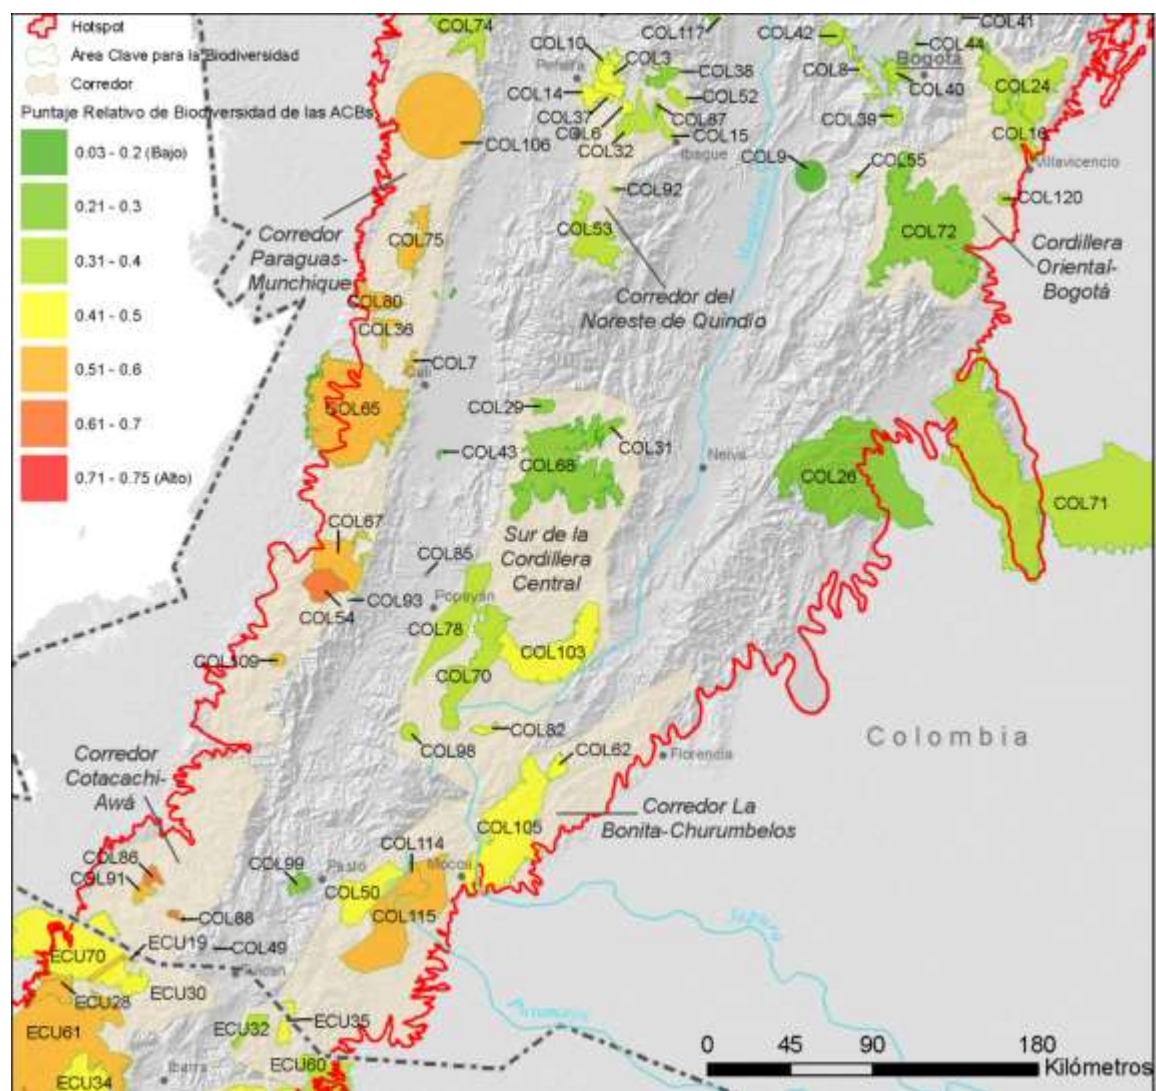 Hotspot
Área Clave para la Biodiversidad
Corredor
Puntaje Relativo de Biodiversidad de las ACBs
0.03 - 0.2 (Bajo)
0.21 - 0.3
0.31 - 0.4
0.41 - 0.5
0.51 - 0.6
0.61 - 0.7
0.71 - 0.75 (Alto)
COL74
COL10
COL3
COL117
COL38
COL42
COL41
COL44
Bogotá
COL8
COL40
COL24
Pereira
COL14
COL52
COL37
COL6
COL87
COL32
COL15
Ibague
COL39
COL16
Villavicencio
COL106
COL9
COL55
COL92
COL120
COL53
COL72
COL75
Corredor
Paraguas-
Munchique
Corredor del
Noreste de Quindío
Cordillera
Oriental-
Bogotá
COL80
COL36
COL7
Cali
COL65
COL29
COL31
COL43
COL68
Neiva
COL26
COL71
COL67
Sur de la
Cordillera
Central
COL85
COL93
Popayan
COL54
COL78
COL103
COL109
COL70
COL82
COL98
COL62
Florencia
Colombia
Corredor
Cotacachi-
Awá
Corredor La
Bonita-Churumbelos
COL105
COL86
COL91
COL99
Pasto
COL114
Mocoa
COL50
COL115
COL88
ECU19
COL49
ECU70
Tulcan
ECU28
ECU30
ECU61
ECU32
ECU35
ECU60
ECU34
Ibarra
0 45 90 180
Kilómetros